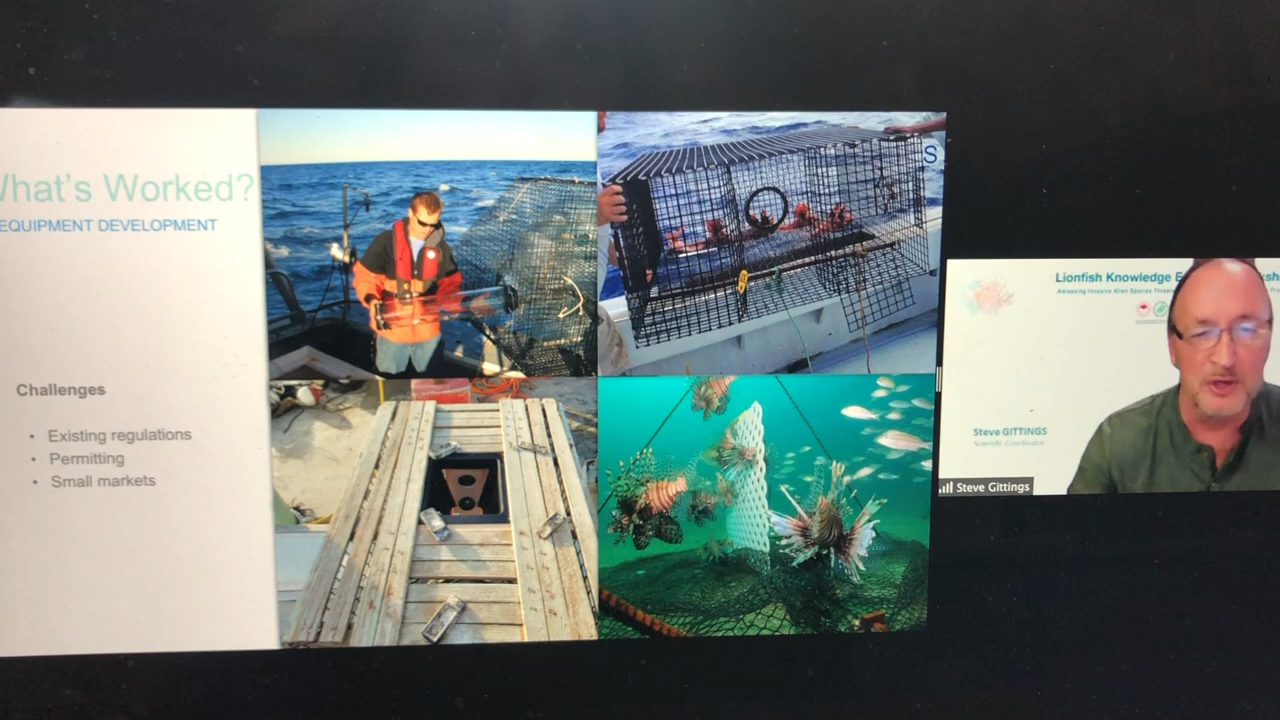 What's Worked?
EQUIPMENT DEVELOPMENT
Challenges
• Existing regulations
• Permitting
• Small markets
S
Lionfish Knowledge E
Steve GITTINGS
Scientific Coordinator
Steve Gittings